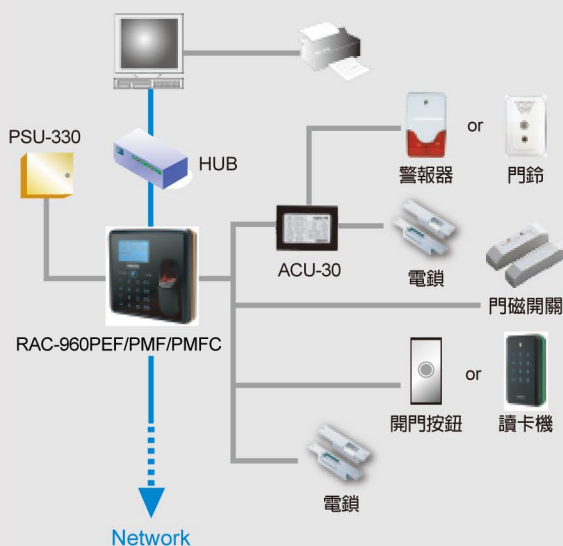 PSU-330
HUB
警報器
or
門鈴
ACU-30
電鎖
門磁開關
RAC-960PEF/PMF/PMFC
開門按鈕
or
讀卡機
電鎖
Network